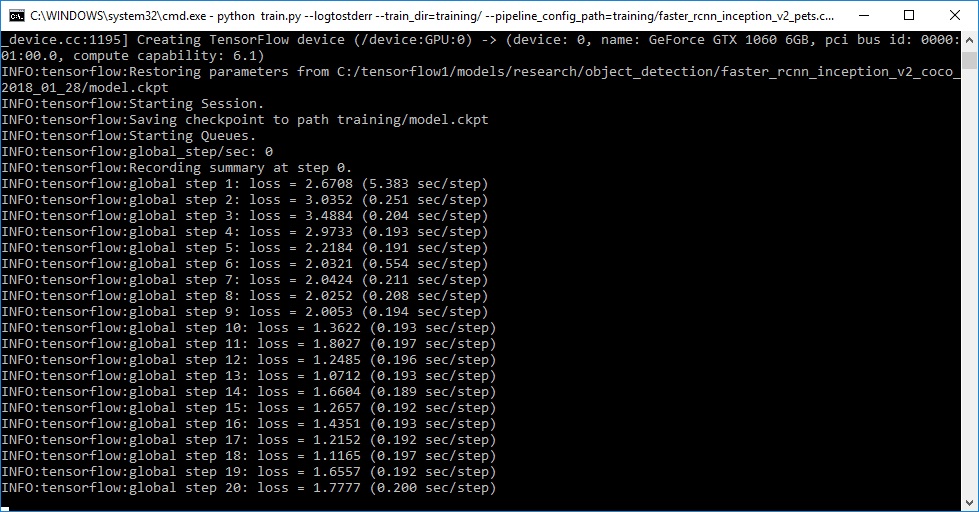 C:\WINDOWS\system32\cmd.exe - python train.py --logtostderr --train_dir=training/ --pipeline_config_path=training/faster_rcnn_inception_v2_pets.c...
_device.cc:1195] Creating TensorFlow device (/device:GPU:0) -> (device: 0, name: GeForce GTX 1060 6GB, pci bus id: 0000:
01:00.0, compute capability: 6.1)
INFO:tensorflow:Restoring parameters from C:/tensorflow1/models/research/object_detection/faster_rcnn_inception_v2_coco_
2018_01_28/model.ckpt
INFO:tensorflow:Starting Session.
INFO:tensorflow:Saving checkpoint to path training/model.ckpt
INFO:tensorflow:Starting Queues.
INFO:tensorflow:global_step/sec: 0
INFO:tensorflow:Recording summary at step 0.
INFO:tensorflow:global step 1: loss = 2.6708 (5.383 sec/step)
INFO:tensorflow:global step 2: loss = 3.0352 (0.251 sec/step)
INFO:tensorflow:global step 3: loss = 3.4884 (0.204 sec/step)
INFO:tensorflow:global step 4: loss = 2.9733 (0.193 sec/step)
INFO:tensorflow:global step 5: loss = 2.2184 (0.191 sec/step)
INFO:tensorflow:global step 6: loss = 2.0321 (0.554 sec/step)
INFO:tensorflow:global step 7: loss = 2.0424 (0.211 sec/step)
INFO:tensorflow:global step 8: loss = 2.0252 (0.208 sec/step)
INFO:tensorflow:global step 9: loss = 2.0053 (0.194 sec/step)
INFO:tensorflow:global step 10: loss = 1.3622 (0.193 sec/step)
INFO:tensorflow:global step 11: loss = 1.8027 (0.197 sec/step)
INFO:tensorflow:global step 12: loss = 1.2485 (0.196 sec/step)
INFO:tensorflow:global step 13: loss = 1.0712 (0.193 sec/step)
INFO:tensorflow:global step 14: loss = 1.6604 (0.189 sec/step)
INFO:tensorflow:global step 15: loss = 1.2657 (0.192 sec/step)
INFO:tensorflow:global step 16: loss = 1.4351 (0.193 sec/step)
INFO:tensorflow:global step 17: loss = 1.2152 (0.192 sec/step)
INFO:tensorflow:global step 18: loss = 1.1165 (0.197 sec/step)
INFO:tensorflow:global step 19: loss = 1.6557 (0.192 sec/step)
INFO:tensorflow:global step 20: loss = 1.7777 (0.200 sec/step)